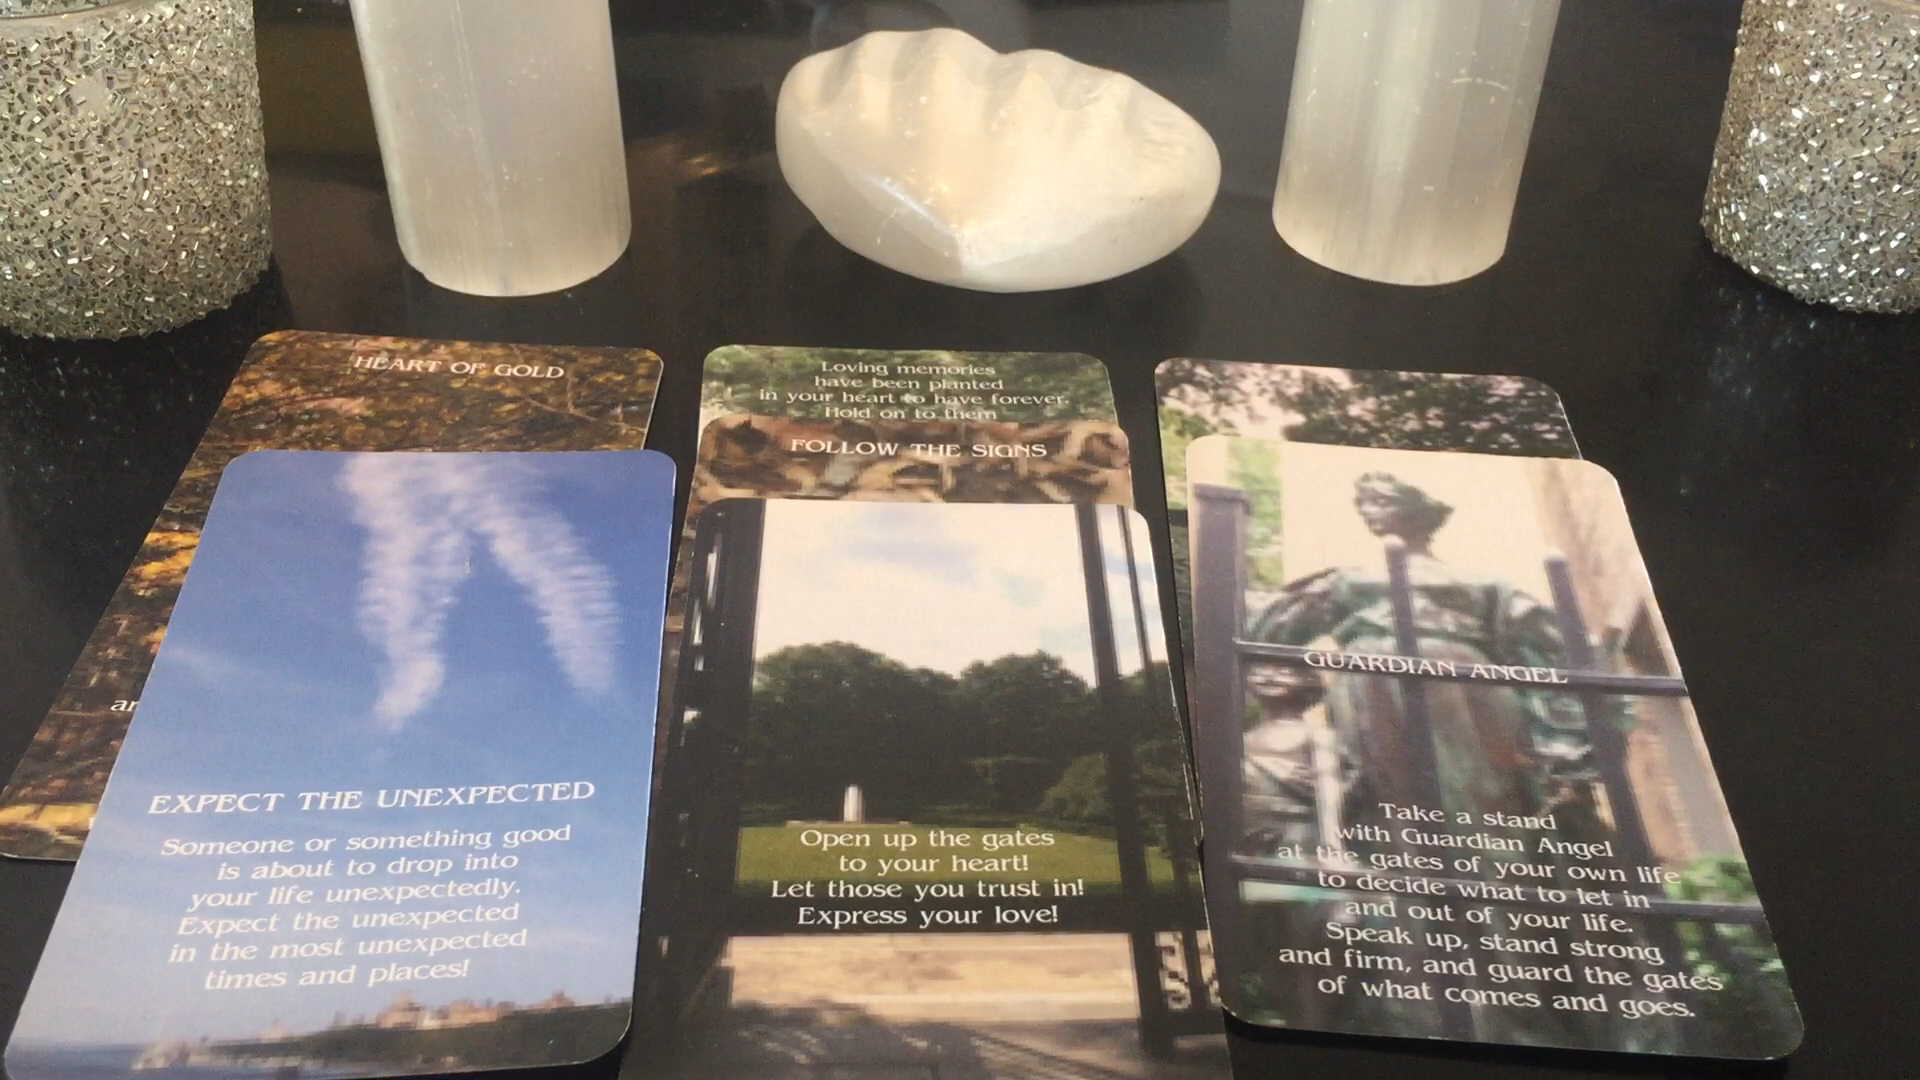 HEART OF GOLD
EXPECT THE UNEXPECTED
Someone or something good
is about to drop into
your life unexpectedly.
Expect the unexpected
in the most unexpected
times and places!
Loving memories
have been planted
in your heart to have forever.
Hold on to them
FOLLOW THE SIGNS
Open up the gates
to your heart!
Let those you trust in!
Express your love!
GUARDIAN ANGEL
Take a stand
with Guardian Angel
at the gates of your own life
to decide what to let in
and out of your life.
Speak up, stand strong
and firm, and guard the gates
of what comes and goes.